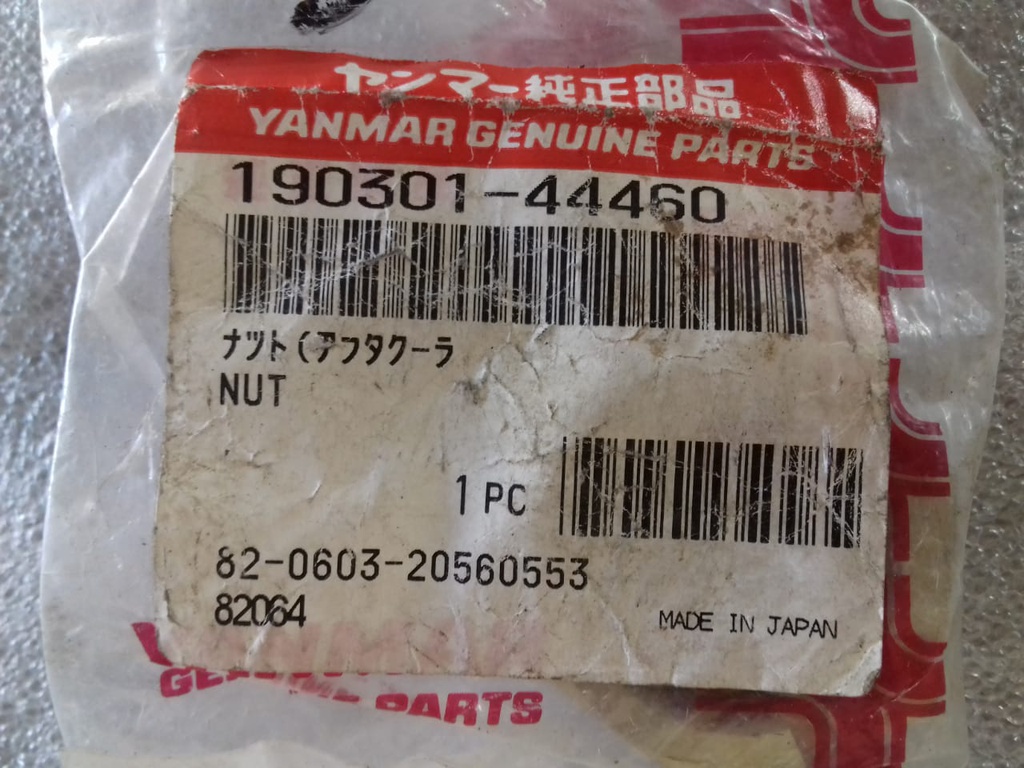 ヤンマー純正部品
YANMAR GENUINE PARTS
190301-44460
ナツト(アフタクーラ
NUT
1 PC
82-0603-20560553
82064
MADE IN JAPAN
PARTS